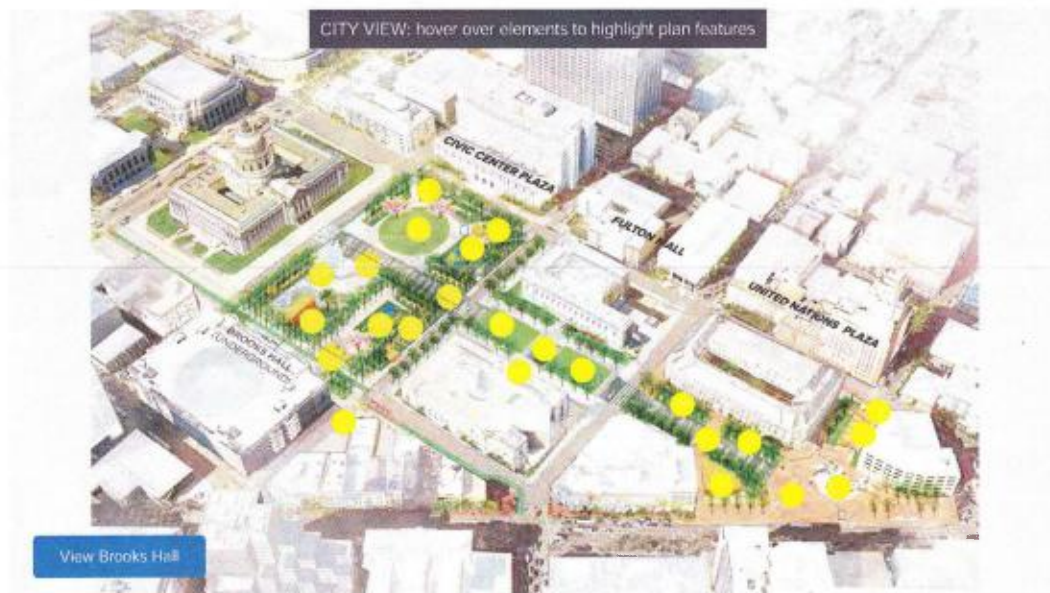 CITY VIEW: hover over elements to highlight plan features
CIVIC CENTER PLAZA
FULTON MALL
UNITED NATIONS PLAZA
BROOKS HALL
(UNDERGROUND)
View Brooks Hall